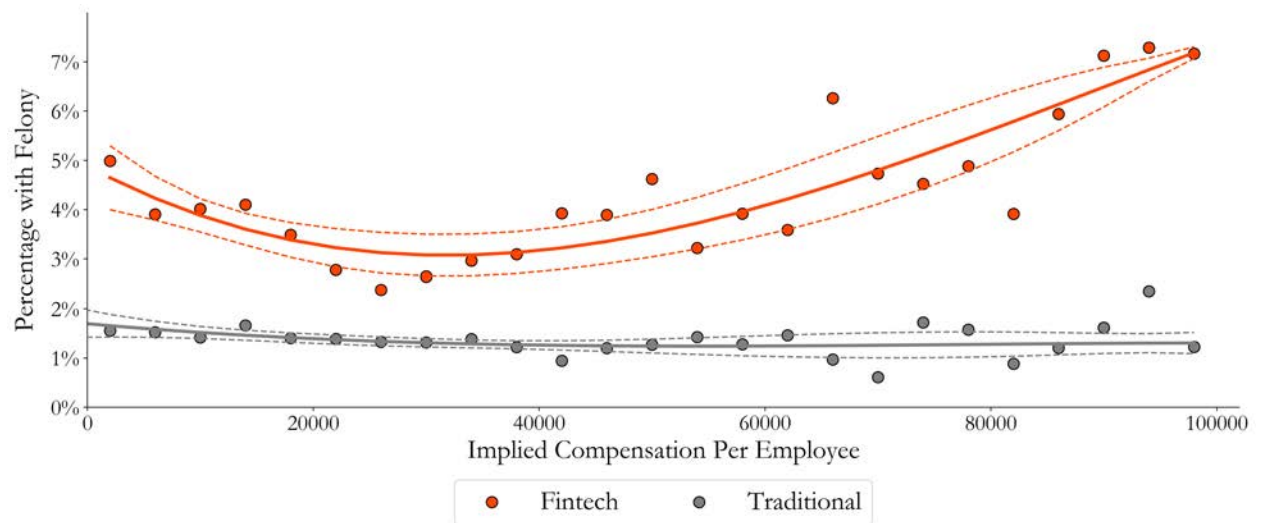 Percentage with Felony
7%
6%
5%
4%
3%
2%
1%
0%
0 20000 40000 60000 80000 100000
Implied Compensation Per Employee
Fintech Traditional